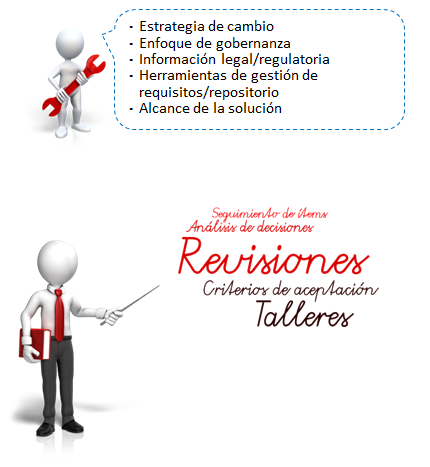 - Estrategia de cambio
- Enfoque de gobernanza
- Información legal/regulatoria
- Herramientas de gestión de
requisitos/repositorio
- Alcance de la solución
Seguimiento de ítems
Análisis de decisiones
Revisiones
Criterios de aceptación
Talleres